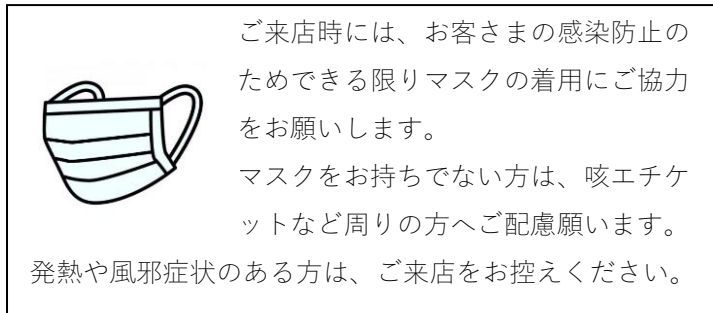 ご来店時には、お客さまの感染防止の
ためできる限りマスクの着用にご協力
をお願いします。
マスクをお持ちでない方は、咳エチケ
ットなど周りの方へご配慮願います。
発熱や風邪症状のある方は、ご来店をお控えください。